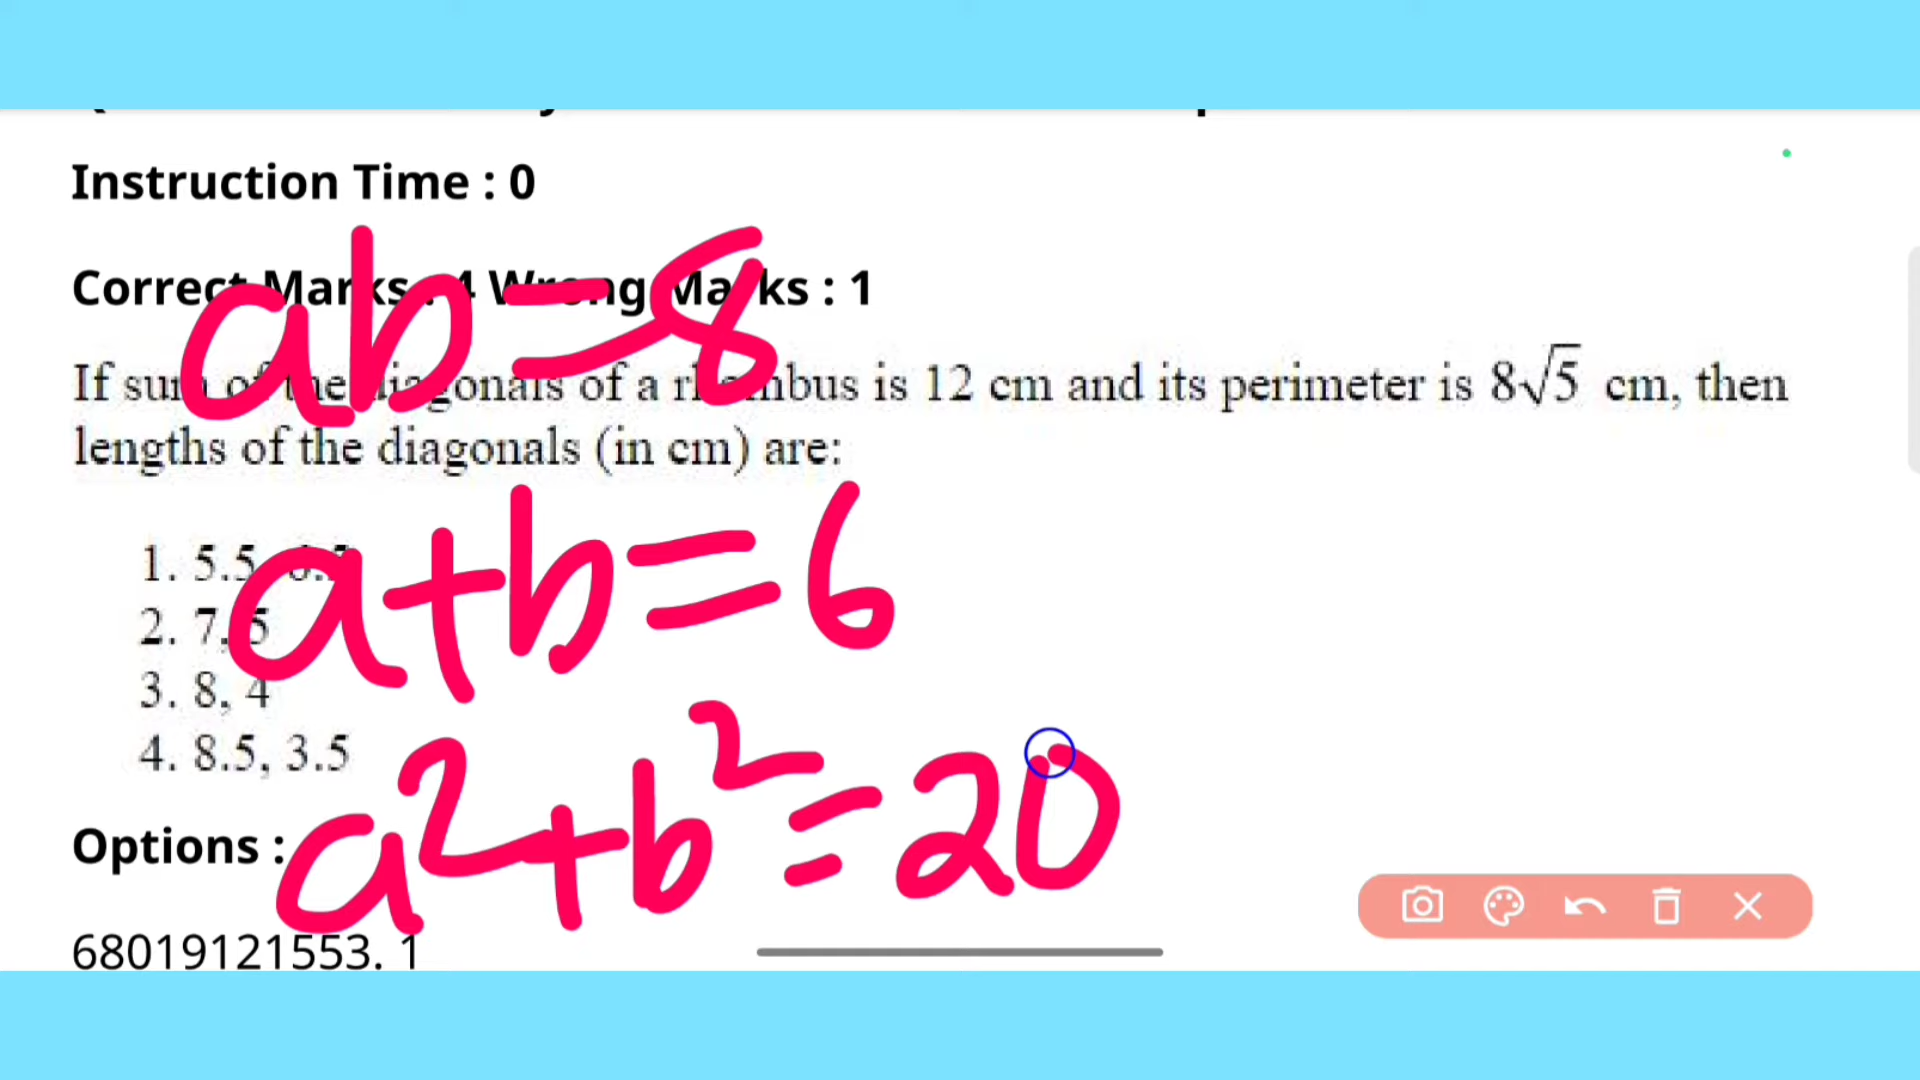 Instruction Time : 0
ab=8
Correct Marks : 4 Wrong Marks : 1
If sum of the diagonals of a rhombus is 12 cm and its perimeter is 8√5 cm, then
lengths of the diagonals (in cm) are:
a+b=6
1. 5.5,
2. 7, 5
3. 8, 4
4. 8.5, 3.5
a²+b²=20
Options :
68019121553. 1